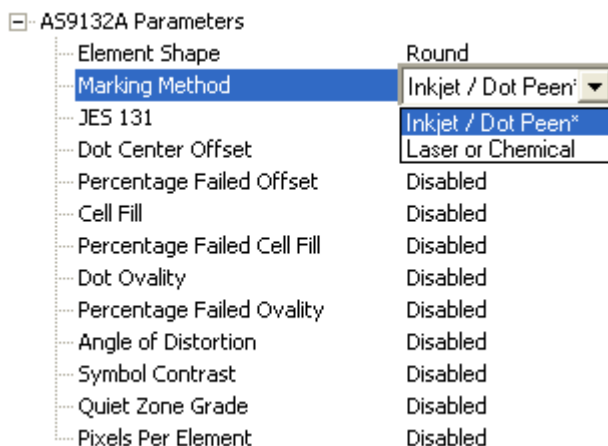 AS9132A Parameters
Element Shape Round
Marking Method Inkjet / Dot Peen*
JES 131 Inkjet / Dot Peen*
Dot Center Offset Laser or Chemical
Percentage Failed Offset Disabled
Cell Fill Disabled
Percentage Failed Cell Fill Disabled
Dot Ovality Disabled
Percentage Failed Ovality Disabled
Angle of Distortion Disabled
Symbol Contrast Disabled
Quiet Zone Grade Disabled
Pixels Per Element Disabled